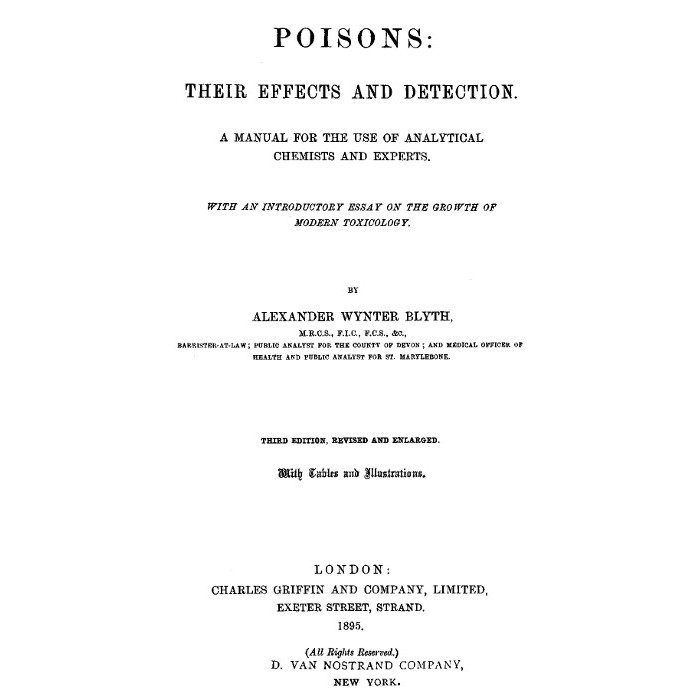 POISONS:
THEIR EFFECTS AND DETECTION.
A MANUAL FOR THE USE OF ANALYTICAL
CHEMISTS AND EXPERTS.
WITH AN INTRODUCTORY ESSAY ON THE GROWTH OF
MODERN TOXICOLOGY.
BY
ALEXANDER WYNTER BLYTH,
M.R.C.S., F.I.C., F.C.S., &C.,
BARRISTER-AT-LAW; PUBLIC ANALYST FOR THE COUNTY OF DEVON; AND MEDICAL OFFICER OF
HEALTH AND PUBLIC ANALYST FOR ST. MARYLEBONE.
THIRD EDITION, REVISED AND ENLARGED.
With Tables and Illustrations.
LONDON:
CHARLES GRIFFIN AND COMPANY, LIMITED,
EXETER STREET, STRAND.
1895.
(All Rights Reserved.)
D. VAN NOSTRAND COMPANY,
NEW YORK.